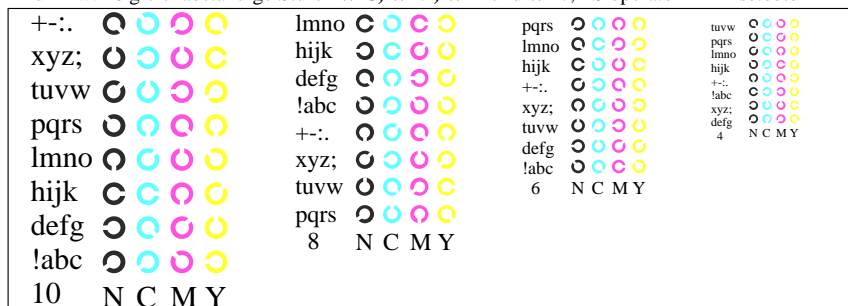 +-:.
xyz;
tuvw
pqrs
lmno
hijk
defg
!abc
10 N C M Y
lmno
hijk
defg
!abc
+-:.
xyz;
tuvw
pqrs
8 N C M Y
pqrs
lmno
hijk
+-:.
xyz;
tuvw
defg
!abc
6 N C M Y
tuvw
pqrs
lmno
hijk
+-:.
!abc
xyz;
defg
4 N C M Y